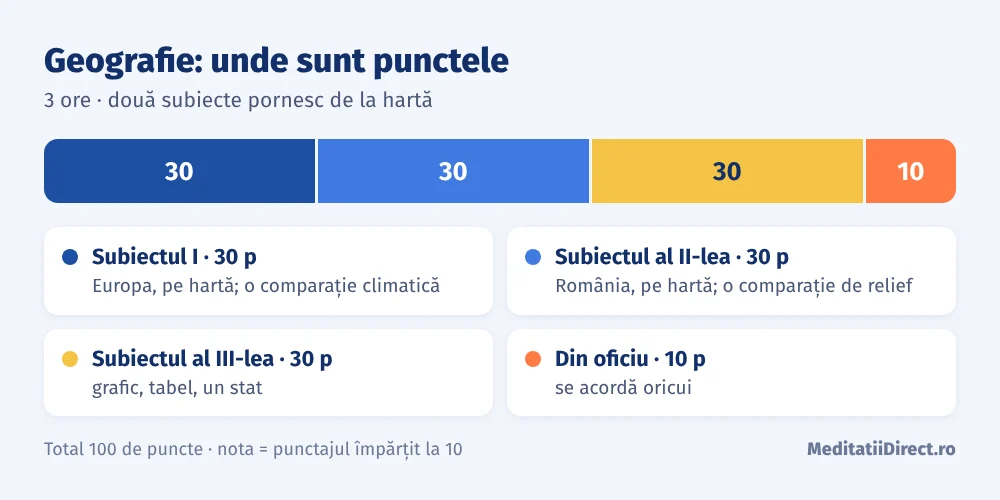 Geografie: unde sunt punctele
3 ore · două subiecte pornesc de la hartă
30
30
30
10
Subiectul I · 30 p
Europa, pe hartă; o comparație climatică
Subiectul al II-lea · 30 p
România, pe hartă; o comparație de relief
Subiectul al III-lea · 30 p
grafic, tabel, un stat
Din oficiu · 10 p
se acordă oricui
Total 100 de puncte · nota = punctajul împărțit la 10
MeditatiiDirect.ro